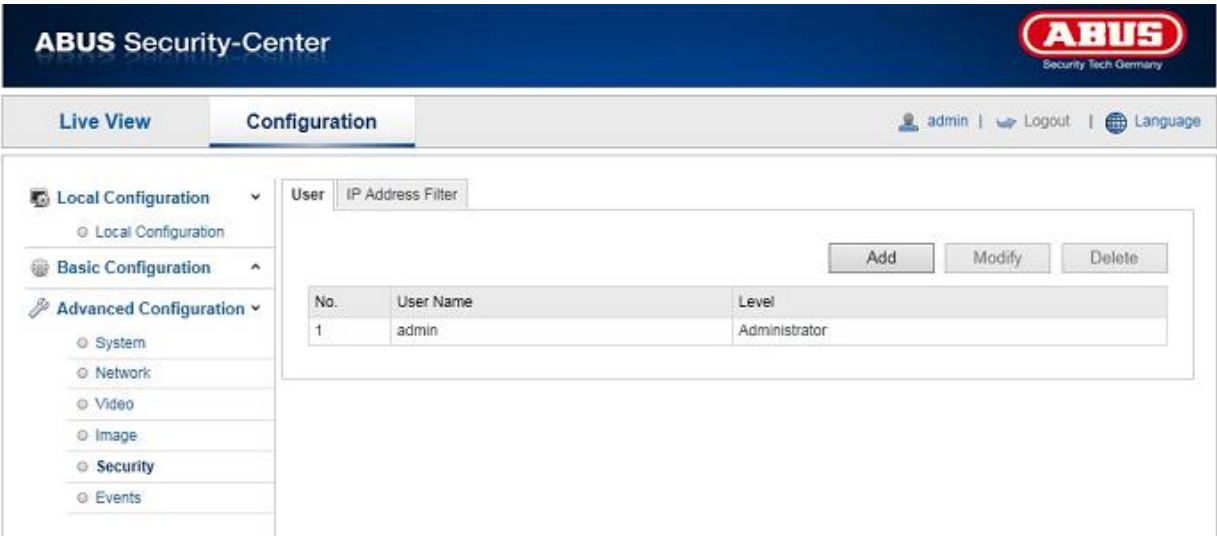 ABUS Security-Center
ABUS
Security Tech Germany
Live View
Configuration
admin | Logout | Language
Local Configuration
Local Configuration
Basic Configuration
Advanced Configuration
System
Network
Video
Image
Security
Events
User
IP Address Filter
Add
Modify
Delete
No. User Name Level
1 admin Administrator